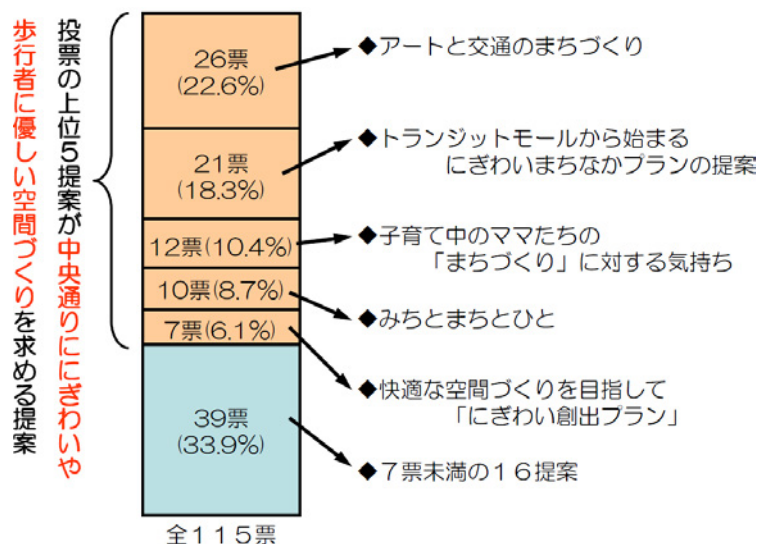 投票の上位５提案が中央通りににぎわいや
歩行者に優しい空間づくりを求める提案
26票
(22.6%)
◆アートと交通のまちづくり
21票
(18.3%)
◆トランジットモールから始まる
にぎわいまちなかプランの提案
12票(10.4%)
◆子育て中のママたちの
「まちづくり」に対する気持ち
10票(8.7%)
◆みちとまちとひと
7票(6.1%)
◆快適な空間づくりを目指して
「にぎわい創出プラン」
39票
(33.9%)
◆７票未満の１６提案
全１１５票